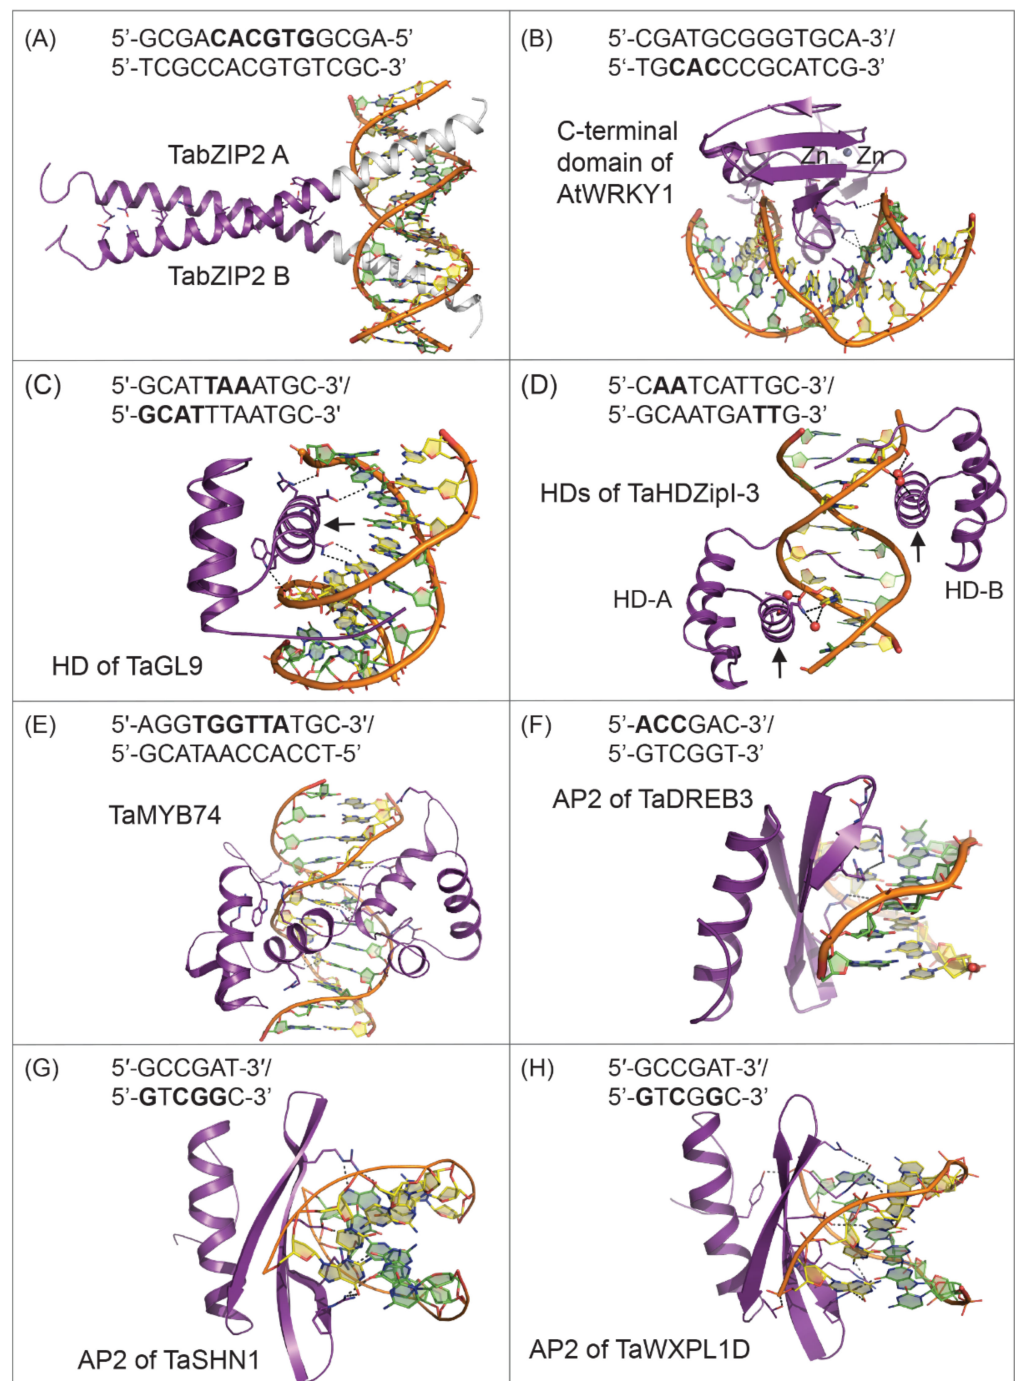 (A)
5’-GCGACACGTGGCGA-5’
5’-TCGCCACGTGTCGC-3’
TabZIP2 A
TabZIP2 B
(B)
5’-CGATGCGGGTGCA-3’/
5‘-TGCACCCGCATCG-3’
C-terminal
domain of
AtWRKY1
Zn Zn
(C)
5'-GCATTAAATGC-3'/
5'-GCATTTAATGC-3'
HD of TaGL9
(D)
5’-CAATCATTGC-3’/
5’-GCAATGATTG-3’
HDs of TaHDZipI-3
HD-A
HD-B
(E)
5'-AGGTGGTTATGC-3'/
5’-GCATAACCACCT-5’
TaMYB74
(F)
5’-ACCGAC-3’/
5’-GTCGGT-3’
AP2 of TaDREB3
(G)
5′-GCCGAT-3′/
5’-GTCGGC-3’
AP2 of TaSHN1
(H)
5′-GCCGAT-3′/
5’-GTCGGC-3’
AP2 of TaWXPL1D